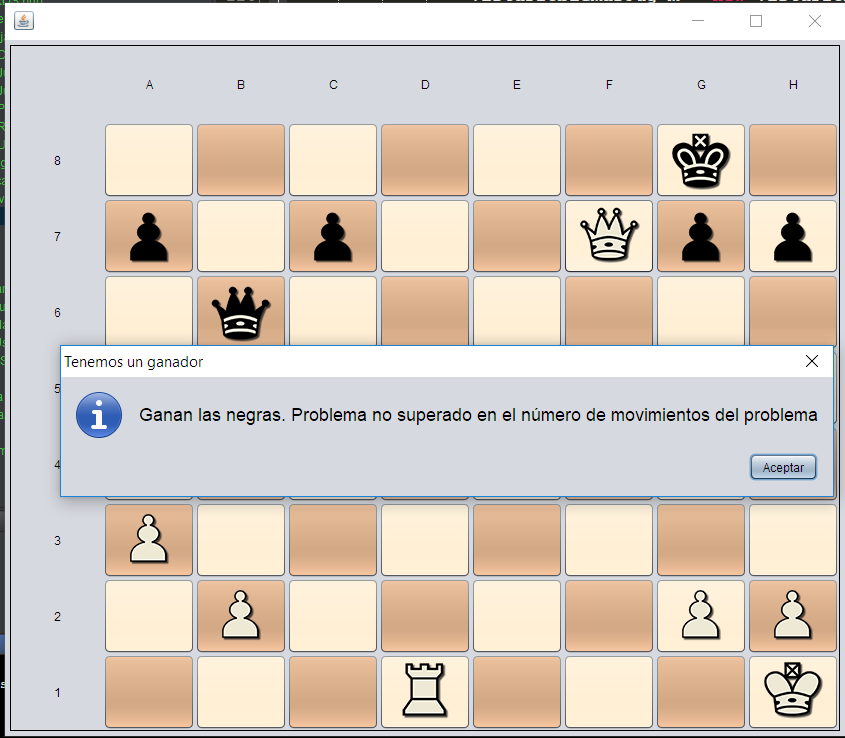 A B C D E F G H
8
7
6
Tenemos un ganador
5
Ganan las negras. Problema no superado en el número de movimientos del problema
4
Aceptar
3
2
1